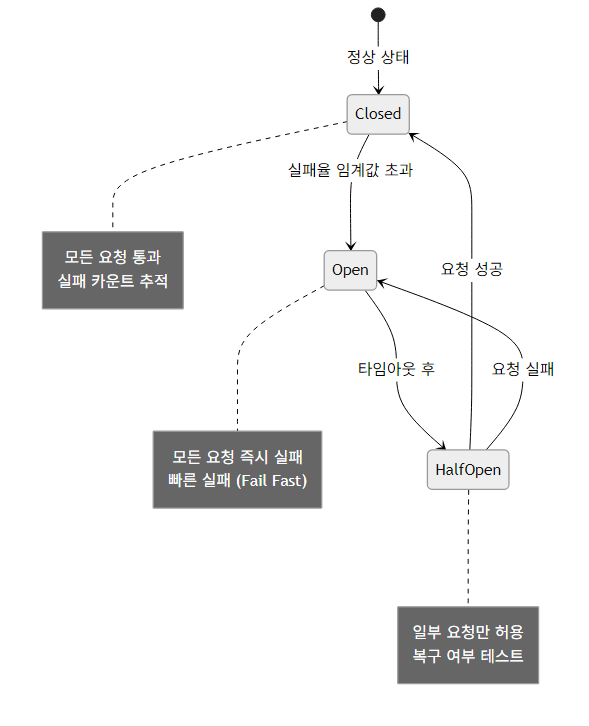 정상 상태
Closed
실패율 임계값 초과
모든 요청 통과
실패 카운트 추적
Open
요청 성공
타임아웃 후
요청 실패
모든 요청 즉시 실패
빠른 실패 (Fail Fast)
HalfOpen
일부 요청만 허용
복구 여부 테스트